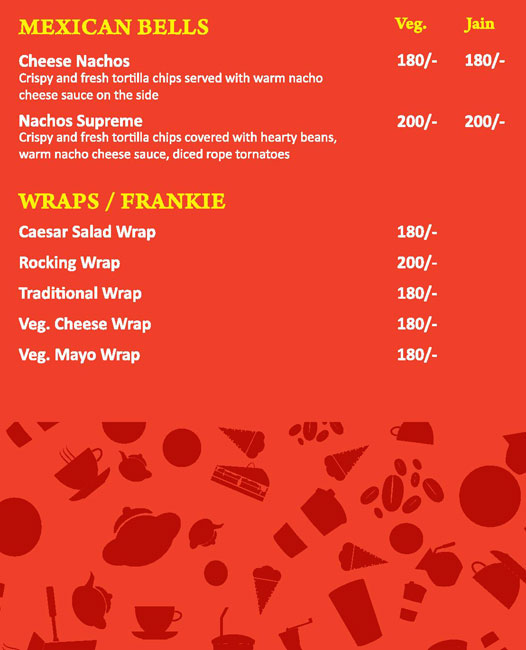 MEXICAN BELLS Veg. Jain
Cheese Nachos 180/- 180/-
Crispy and fresh tortilla chips served with warm nacho
cheese sauce on the side
Nachos Supreme 200/- 200/-
Crispy and fresh tortilla chips covered with hearty beans,
warm nacho cheese sauce, diced rope tornatoes
WRAPS / FRANKIE
Caesar Salad Wrap 180/-
Rocking Wrap 200/-
Traditional Wrap 180/-
Veg. Cheese Wrap 180/-
Veg. Mayo Wrap 180/-